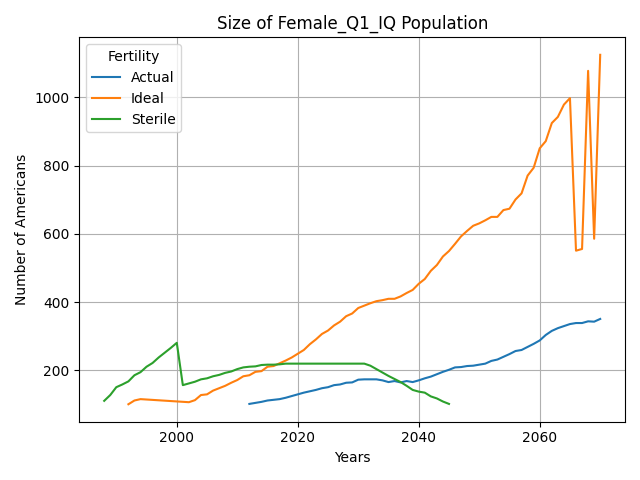 Size of Female_Q1_IQ Population
Fertility
Actual
Ideal
Sterile
Number of Americans
1000
800
600
400
200
2000
2020
2040
2060
Years